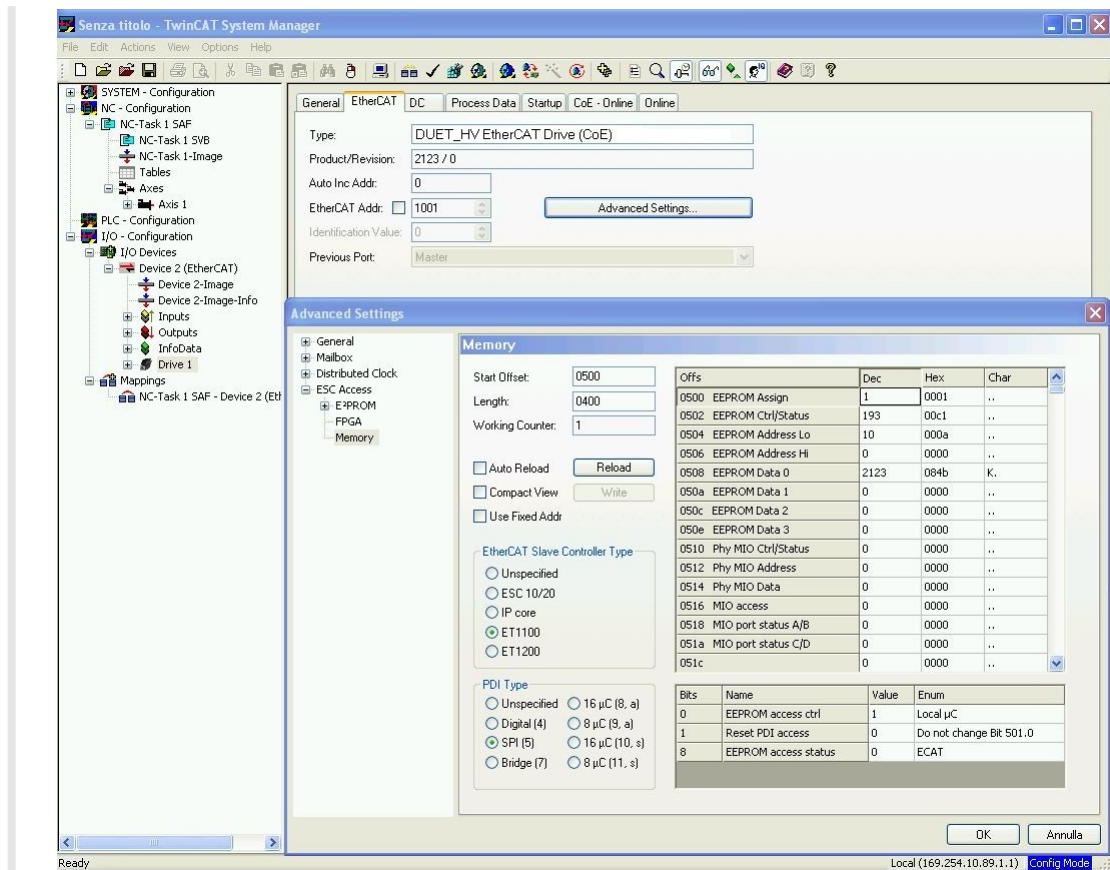 Senza titolo - TwinCAT System Manager
File Edit Actions View Options Help
SYSTEM - Configuration
NC - Configuration
NC-Task 1 SAF
NC-Task 1 SVB
NC-Task 1-Image
Tables
Axes
Axis 1
PLC - Configuration
I/O - Configuration
I/O Devices
Device 2 (EtherCAT)
Device 2-Image
Device 2-Image-Info
Inputs
Outputs
InfoData
Drive 1
Mappings
NC-Task 1 SAF - Device 2 (Eth
General EtherCAT DC Process Data Startup CoE - Online Online
Type: DUET_HV EtherCAT Drive (CoE)
Product/Revision: 2123 / 0
Auto Inc Addr: 0
EtherCAT Addr: 1001 Advanced Settings...
Identification Value: 0
Previous Port: Master
Advanced Settings
General
Mailbox
Distributed Clock
ESC Access
E²PROM
FPGA
Memory
Memory
Start Offset: 0500
Length: 0400
Working Counter: 1
Auto Reload Reload
Compact View Write
Use Fixed Addr
EtherCAT Slave Controller Type
Unspecified
ESC 10/20
IP core
ET1100
ET1200
PDI Type
Unspecified 16 µC (8, a)
Digital (4) 8 µC (9, a)
SPI (5) 16 µC (10, s)
Bridge (7) 8 µC (11, s)
Offs Dec Hex Char
0500 EEPROM Assign 1 0001 ..
0502 EEPROM Ctrl/Status 193 00c1 ..
0504 EEPROM Address Lo 10 000a ..
0506 EEPROM Address Hi 0 0000 ..
0508 EEPROM Data 0 2123 084b K.
050a EEPROM Data 1 0 0000 ..
050c EEPROM Data 2 0 0000 ..
050e EEPROM Data 3 0 0000 ..
0510 Phy MIO Ctrl/Status 0 0000 ..
0512 Phy MIO Address 0 0000 ..
0514 Phy MIO Data 0 0000 ..
0516 MIO access 0 0000 ..
0518 MIO port status A/B 0 0000 ..
051a MIO port status C/D 0 0000 ..
051c 0 0000 ..
Bits Name Value Enum
0 EEPROM access ctrl 1 Local µC
1 Reset PDI access 0 Do not change Bit 501.0
8 EEPROM access status 0 ECAT
OK Annulla
Ready Local (169.254.10.89.1.1) Config Mode